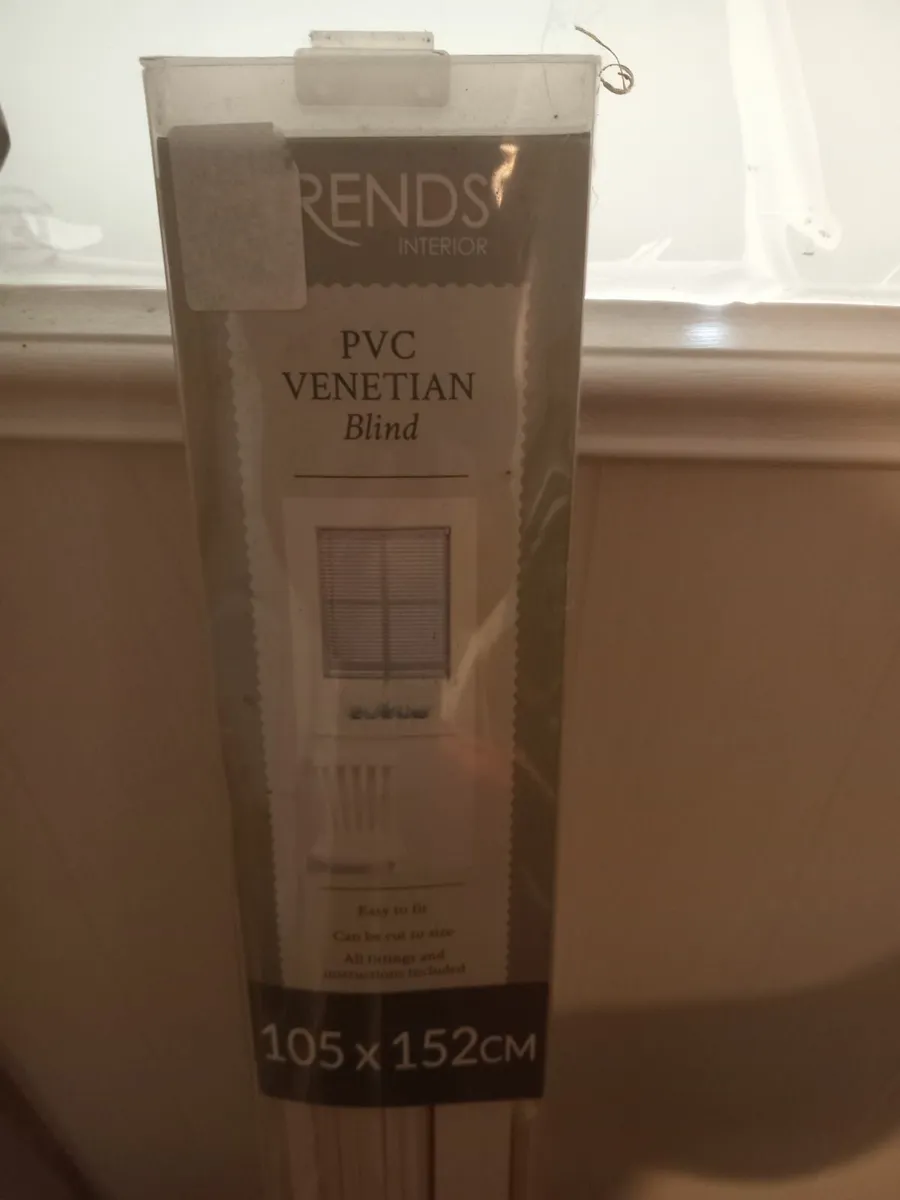 RENDS
INTERIOR
PVC
VENETIAN
Blind
Easy to fit
Can be cut to size
All fittings and
instructions included
105 x 152CM